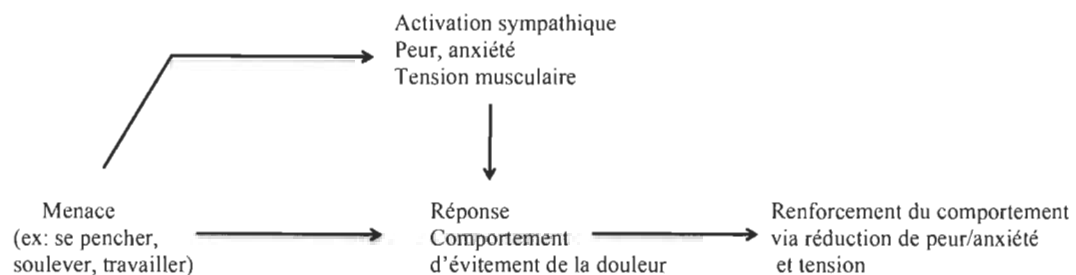 Activation sympathique
Peur, anxiété
Tension musculaire
Menace
(ex: se pencher,
soulever, travailler)
Réponse
Comportement
d'évitement de la douleur
Renforcement du comportement
via réduction de peur/anxiété
et tension